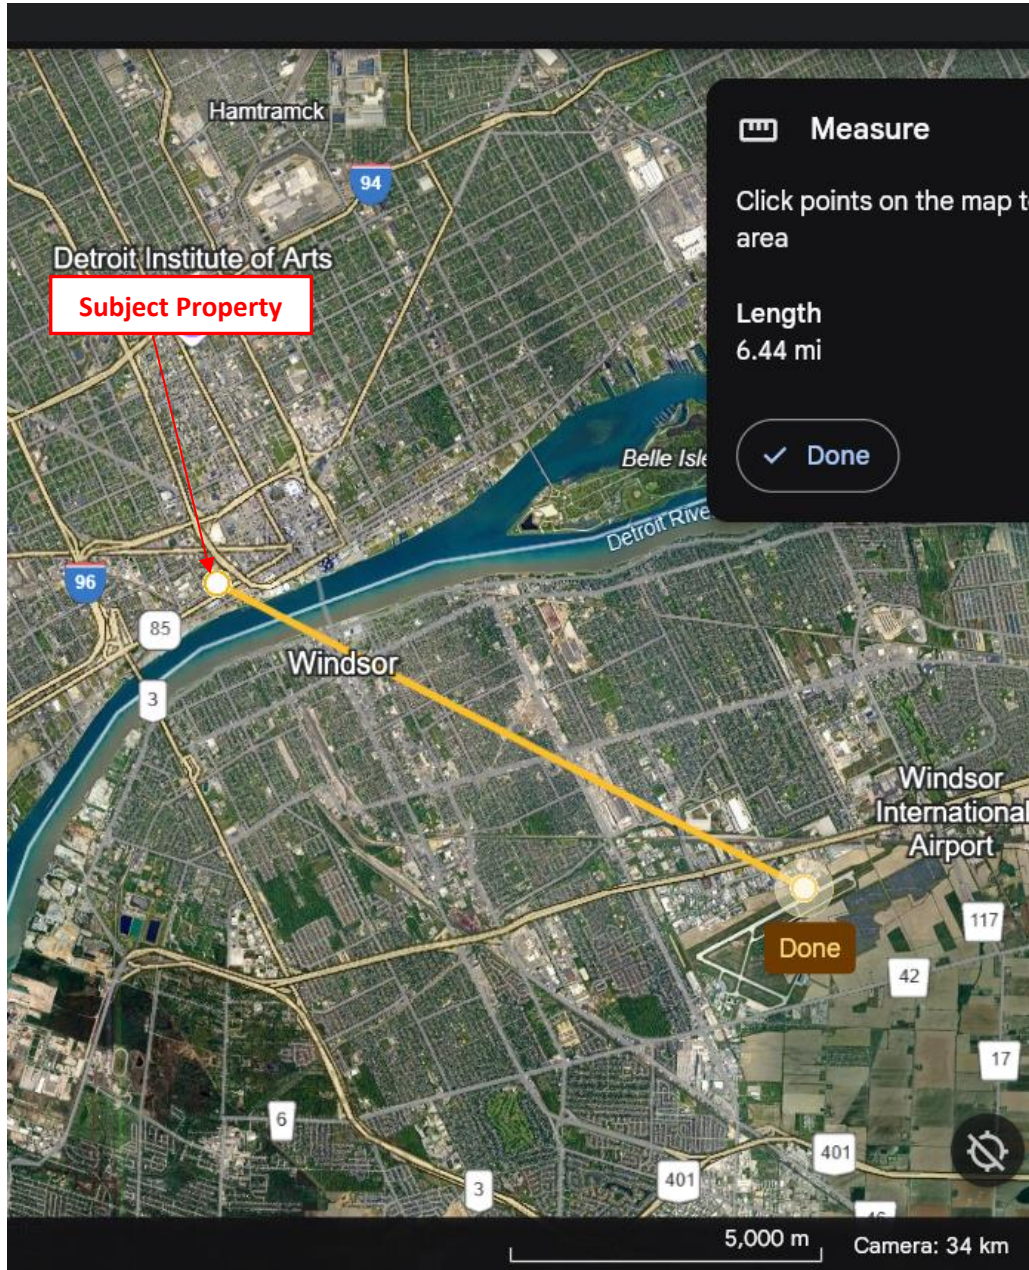 Hamtramck
Measure
94
Click points on the map t
area
Detroit Institute of Arts
Subject Property
Length
6.44 mi
Done
Belle Isle
Detroit Rive
96
85
Windsor
3
Windsor
International
Airport
117
Done
42
17
6
401
401
3
5,000 m
Camera: 34 km